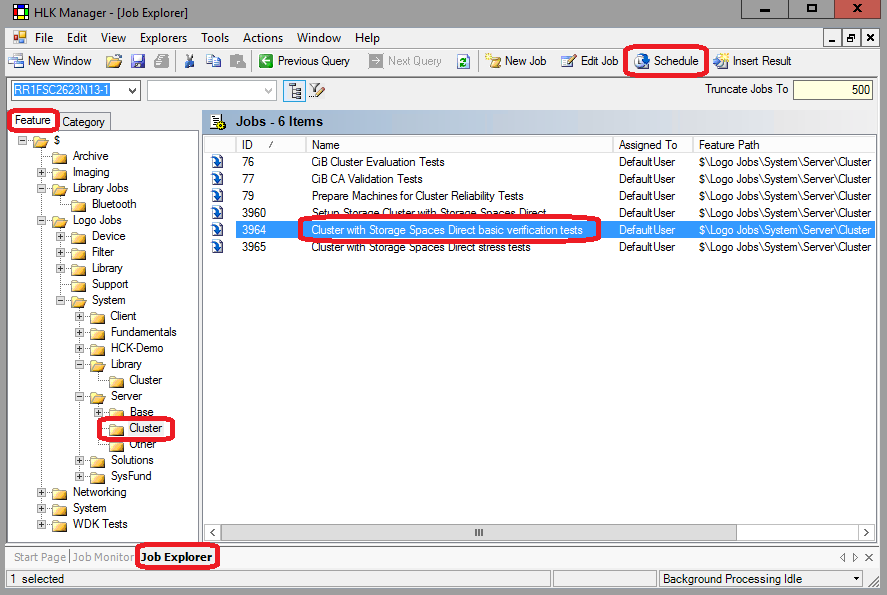 HLK Manager - [Job Explorer]
File Edit View Explorers Tools Actions Window Help
New Window Previous Query Next Query New Job Edit Job Schedule Insert Result
RR1FSC2623N13-1 Truncate Jobs To 500
Feature Category
$
Archive
Imaging
Library Jobs
Bluetooth
Logo Jobs
Device
Filter
Library
Support
System
Client
Fundamentals
HCK-Demo
Library
Cluster
Server
Base
Cluster
Other
Solutions
SysFund
Networking
System
WDK Tests
Jobs - 6 Items
ID / Name Assigned To Feature Path
76 CiB Cluster Evaluation Tests DefaultUser $\Logo Jobs\System\Server\Cluster
77 CiB CA Validation Tests DefaultUser $\Logo Jobs\System\Server\Cluster
79 Prepare Machines for Cluster Reliability Tests DefaultUser $\Logo Jobs\System\Server\Cluster
3960 Setup Storage Cluster with Storage Spaces Direct DefaultUser $\Logo Jobs\System\Server\Cluster
3964 Cluster with Storage Spaces Direct basic verification tests DefaultUser $\Logo Jobs\System\Server\Cluster
3965 Cluster with Storage Spaces Direct stress tests DefaultUser $\Logo Jobs\System\Server\Cluster
Start Page Job Monitor Job Explorer
1 selected Background Processing Idle